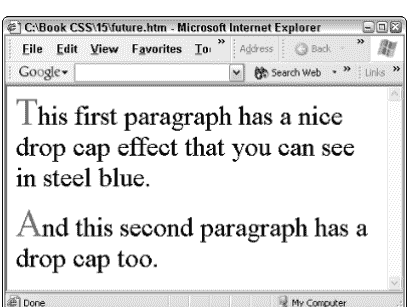 C:\Book CSS\15\future.htm - Microsoft Internet Explorer
File Edit View Favorites To » Address Back »
Google Search Web » Links »
This first paragraph has a nice
drop cap effect that you can see
in steel blue.
And this second paragraph has a
drop cap too.
Done My Computer